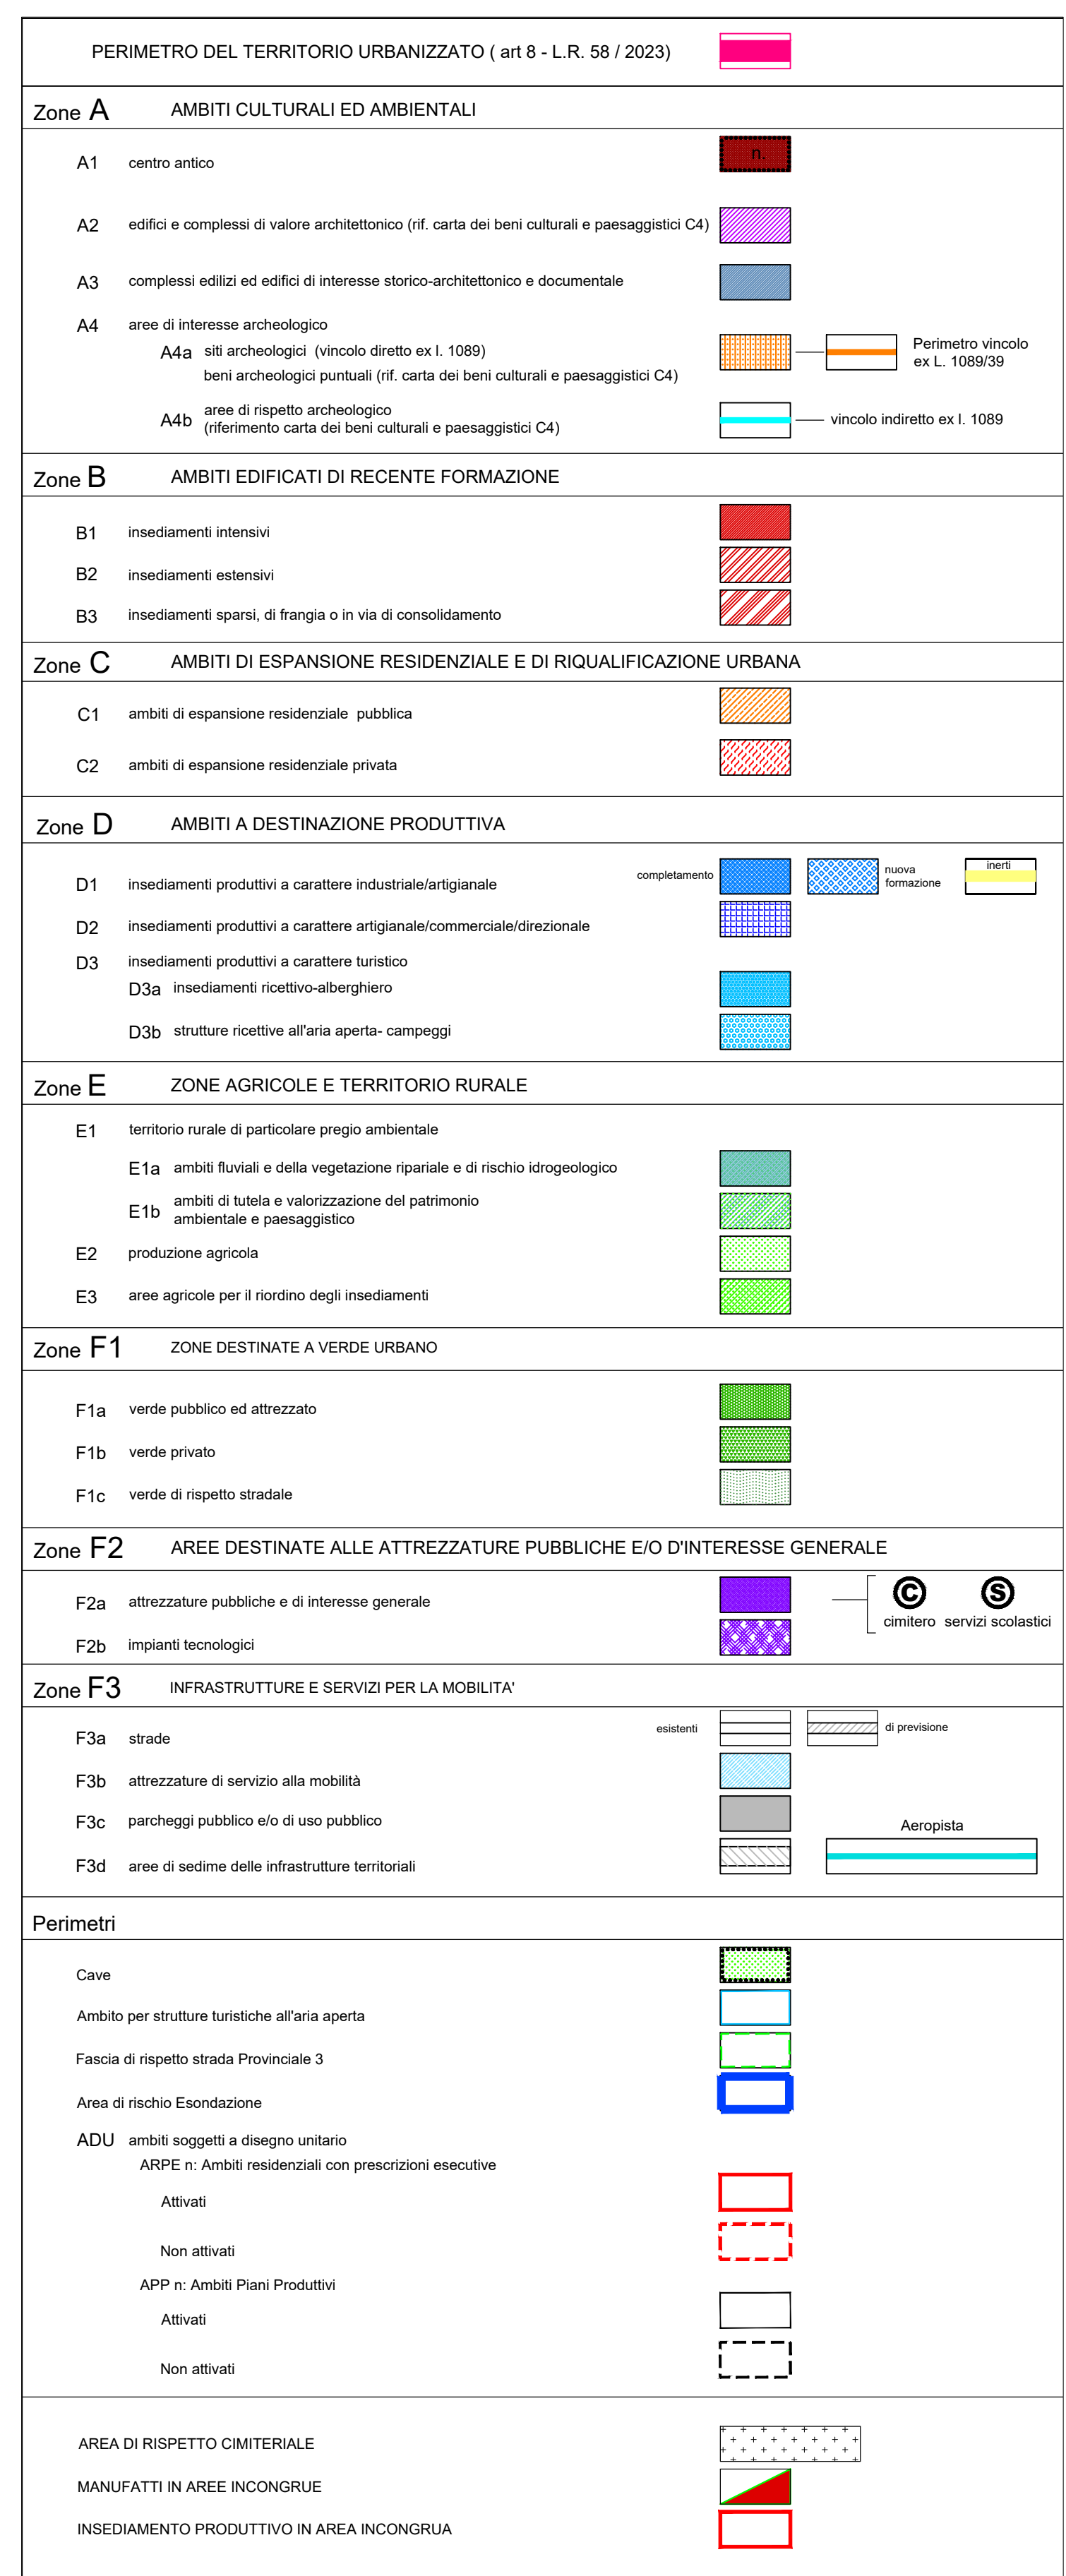 PERIMETRO DEL TERRITORIO URBANIZZATO ( art 8 - L.R. 58 / 2023)
Zone A AMBITI CULTURALI ED AMBIENTALI
A1 centro antico n.
A2 edifici e complessi di valore architettonico (rif. carta dei beni culturali e paesaggistici C4)
A3 complessi edilizi ed edifici di interesse storico-architettonico e documentale
A4 aree di interesse archeologico
A4a siti archeologici (vincolo diretto ex l. 1089)
beni archeologici puntuali (rif. carta dei beni culturali e paesaggistici C4)
Perimetro vincolo
ex L. 1089/39
A4b aree di rispetto archeologico
(riferimento carta dei beni culturali e paesaggistici C4)
vincolo indiretto ex l. 1089
Zone B AMBITI EDIFICATI DI RECENTE FORMAZIONE
B1 insediamenti intensivi
B2 insediamenti estensivi
B3 insediamenti sparsi, di frangia o in via di consolidamento
Zone C AMBITI DI ESPANSIONE RESIDENZIALE E DI RIQUALIFICAZIONE URBANA
C1 ambiti di espansione residenziale pubblica
C2 ambiti di espansione residenziale privata
Zone D AMBITI A DESTINAZIONE PRODUTTIVA
D1 insediamenti produttivi a carattere industriale/artigianale completamento
nuova
formazione
inerti
D2 insediamenti produttivi a carattere artigianale/commerciale/direzionale
D3 insediamenti produttivi a carattere turistico
D3a insediamenti ricettivo-alberghiero
D3b strutture ricettive all'aria aperta- campeggi
Zone E ZONE AGRICOLE E TERRITORIO RURALE
E1 territorio rurale di particolare pregio ambientale
E1a ambiti fluviali e della vegetazione ripariale e di rischio idrogeologico
E1b ambiti di tutela e valorizzazione del patrimonio
ambientale e paesaggistico
E2 produzione agricola
E3 aree agricole per il riordino degli insediamenti
Zone F1 ZONE DESTINATE A VERDE URBANO
F1a verde pubblico ed attrezzato
F1b verde privato
F1c verde di rispetto stradale
Zone F2 AREE DESTINATE ALLE ATTREZZATURE PUBBLICHE E/O D'INTERESSE GENERALE
F2a attrezzature pubbliche e di interesse generale
C S
cimitero servizi scolastici
F2b impianti tecnologici
Zone F3 INFRASTRUTTURE E SERVIZI PER LA MOBILITA'
F3a strade esistenti di previsione
F3b attrezzature di servizio alla mobilità
F3c parcheggi pubblico e/o di uso pubblico
Aeropista
F3d aree di sedime delle infrastrutture territoriali
Perimetri
Cave
Ambito per strutture turistiche all'aria aperta
Fascia di rispetto strada Provinciale 3
Area di rischio Esondazione
ADU ambiti soggetti a disegno unitario
ARPE n: Ambiti residenziali con prescrizioni esecutive
Attivati
Non attivati
APP n: Ambiti Piani Produttivi
Attivati
Non attivati
AREA DI RISPETTO CIMITERIALE
MANUFATTI IN AREE INCONGRUE
INSEDIAMENTO PRODUTTIVO IN AREA INCONGRUA